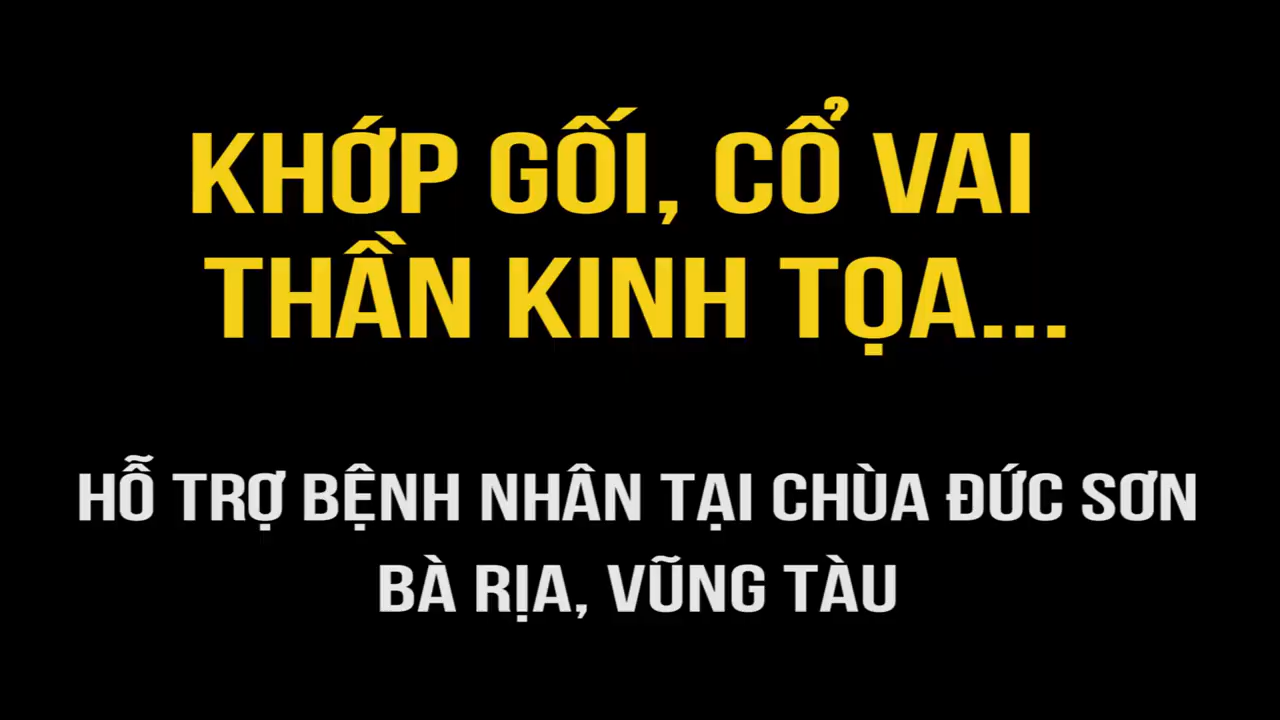 KHỚP GỐI, CỔ VAI
THẦN KINH TỌA...
HỖ TRỢ BỆNH NHÂN TẠI CHÙA ĐỨC SƠN
BÀ RỊA, VŨNG TÀU